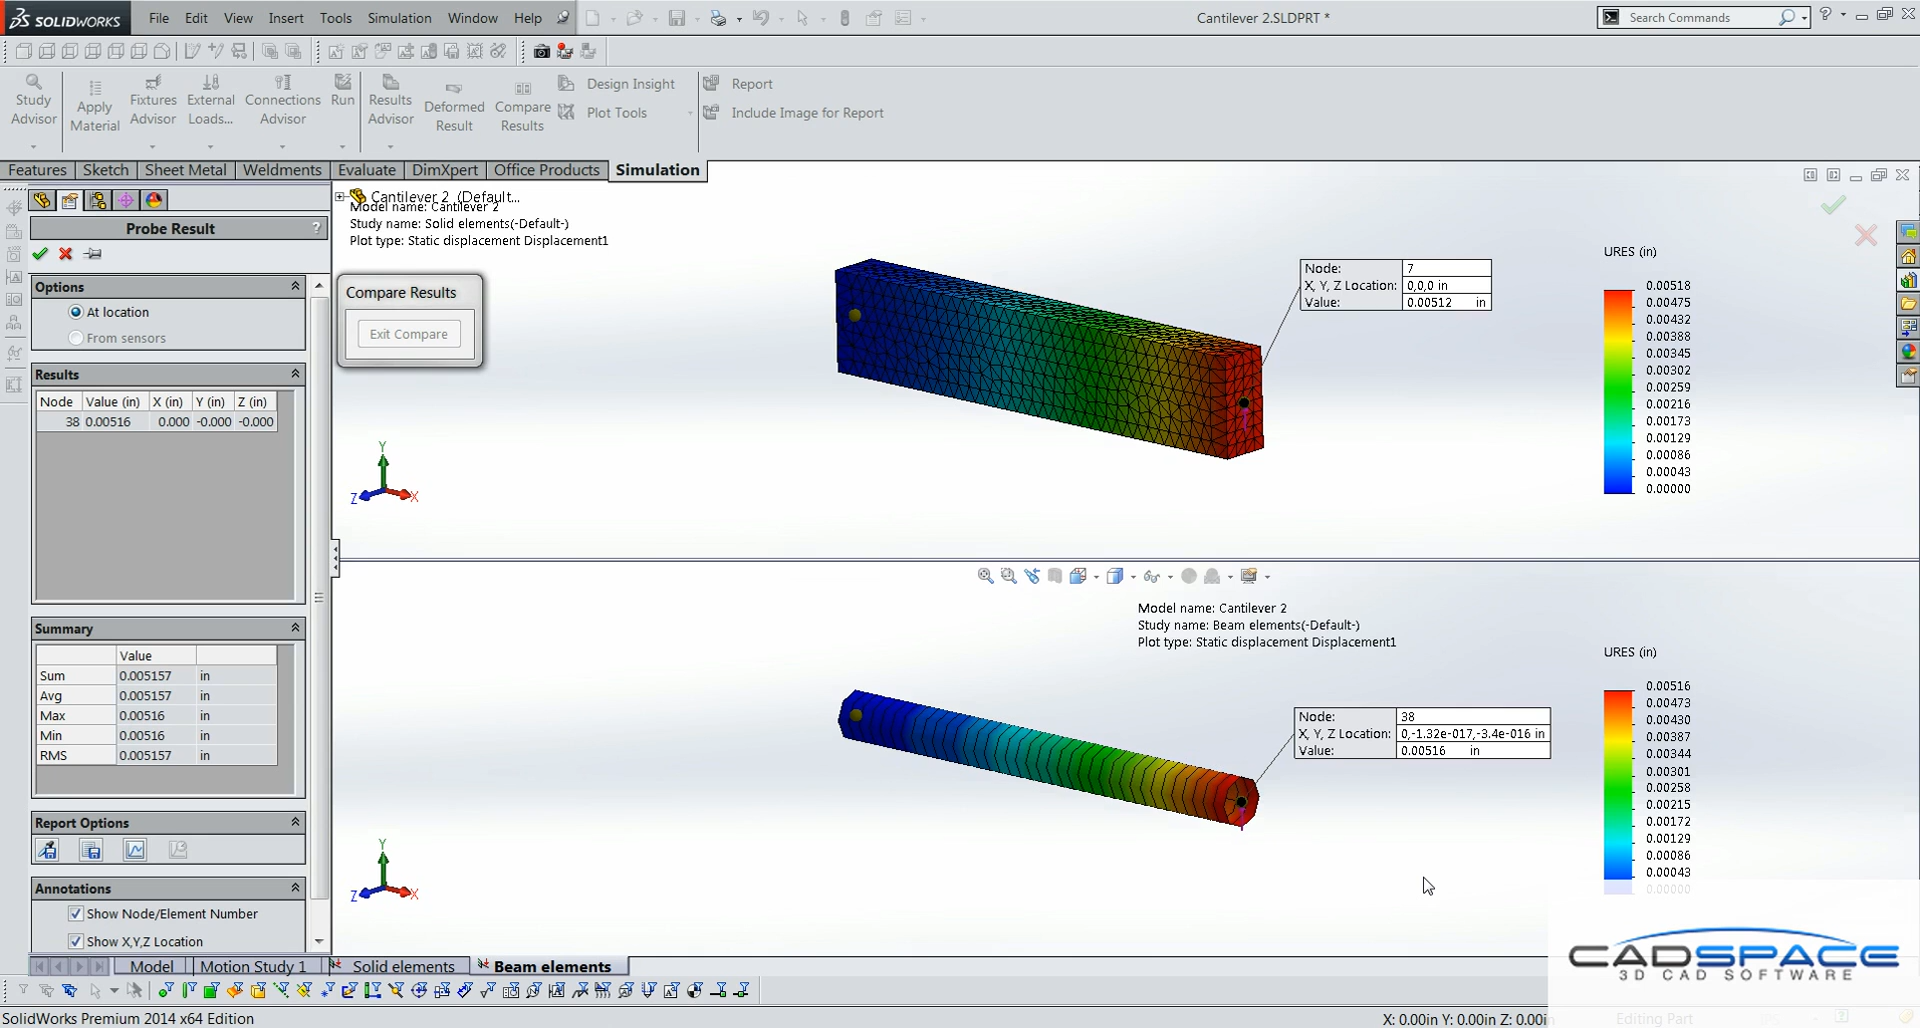 SOLIDWORKS
File Edit View Insert Tools Simulation Window Help
Cantilever 2.SLDPRT *
Search Commands
Study Advisor
Apply Material
Fixtures Advisor
External Loads...
Connections Advisor
Run
Results Advisor
Deformed Result
Compare Results
Design Insight
Plot Tools
Report
Include Image for Report
Features Sketch Sheet Metal Weldments Evaluate DimXpert Office Products Simulation
Probe Result ?
Options
At location
From sensors
Results
Node Value (in) X (in) Y (in) Z (in)
38 0.00516 0.000 -0.000 -0.000
Summary
Value
Sum 0.005157 in
Avg 0.005157 in
Max 0.00516 in
Min 0.00516 in
RMS 0.005157 in
Report Options
Annotations
Show Node/Element Number
Show X,Y,Z Location
Cantilever 2 (Default...
Model name: Cantilever 2
Study name: Solid elements(-Default-)
Plot type: Static displacement Displacement1
Compare Results
Exit Compare
Node: 7
X, Y, Z Location: 0,0,0 in
Value: 0.00512 in
URES (in)
0.00518
0.00475
0.00432
0.00388
0.00345
0.00302
0.00259
0.00216
0.00173
0.00129
0.00086
0.00043
0.00000
Y
Z X
Model name: Cantilever 2
Study name: Beam elements(-Default-)
Plot type: Static displacement Displacement1
Node: 38
X, Y, Z Location: 0,-1.32e-017,-3.4e-016 in
Value: 0.00516 in
URES (in)
0.00516
0.00473
0.00430
0.00387
0.00344
0.00301
0.00258
0.00215
0.00172
0.00129
0.00086
0.00043
0.00000
Y
Z X
CADSPACE
3D CAD SOFTWARE
Model Motion Study 1 Solid elements Beam elements
SolidWorks Premium 2014 x64 Edition
X: 0.00in Y: 0.00in Z: 0.00in
Editing Part